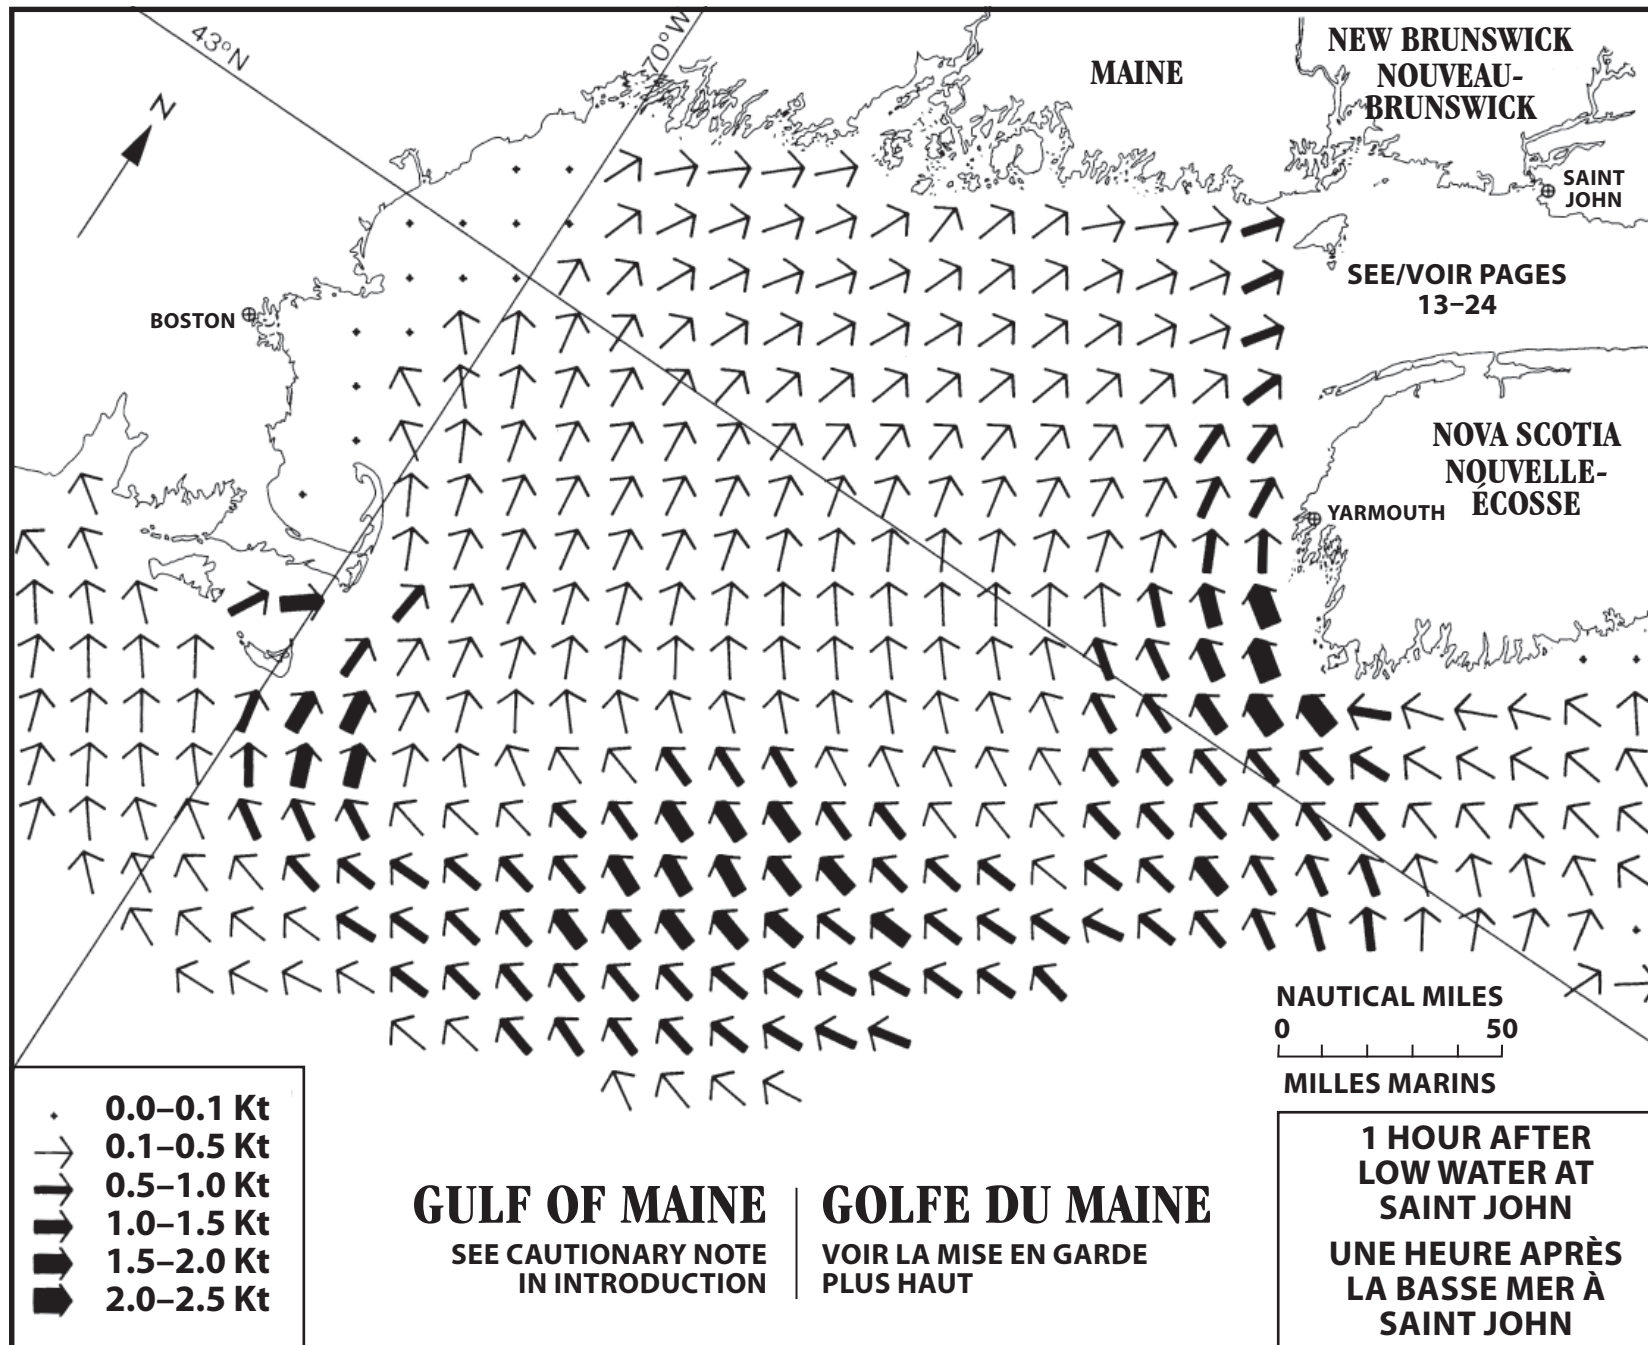 43°N
70°W
N
MAINE
NEW BRUNSWICK
NOUVEAU-
BRUNSWICK
SAINT
JOHN
SEE/VOIR PAGES
13–24
BOSTON
NOVA SCOTIA
NOUVELLE-
ÉCOSSE
YARMOUTH
NAUTICAL MILES
0 50
MILLES MARINS
0.0–0.1 Kt
0.1–0.5 Kt
0.5–1.0 Kt
1.0–1.5 Kt
1.5–2.0 Kt
2.0–2.5 Kt
GULF OF MAINE
SEE CAUTIONARY NOTE
IN INTRODUCTION
GOLFE DU MAINE
VOIR LA MISE EN GARDE
PLUS HAUT
1 HOUR AFTER
LOW WATER AT
SAINT JOHN
UNE HEURE APRÈS
LA BASSE MER À
SAINT JOHN